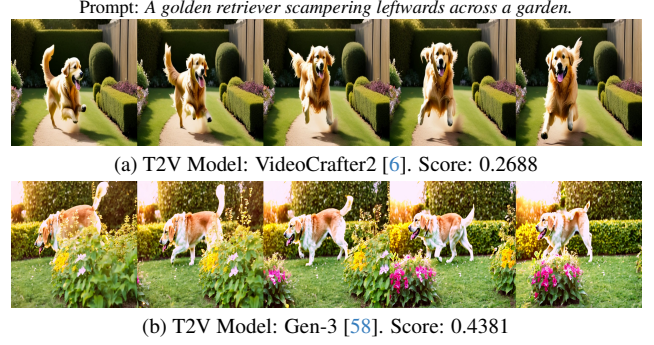 Prompt: A golden retriever scampering leftwards across a garden.
(a) T2V Model: VideoCrafter2 [6]. Score: 0.2688
(b) T2V Model: Gen-3 [58]. Score: 0.4381